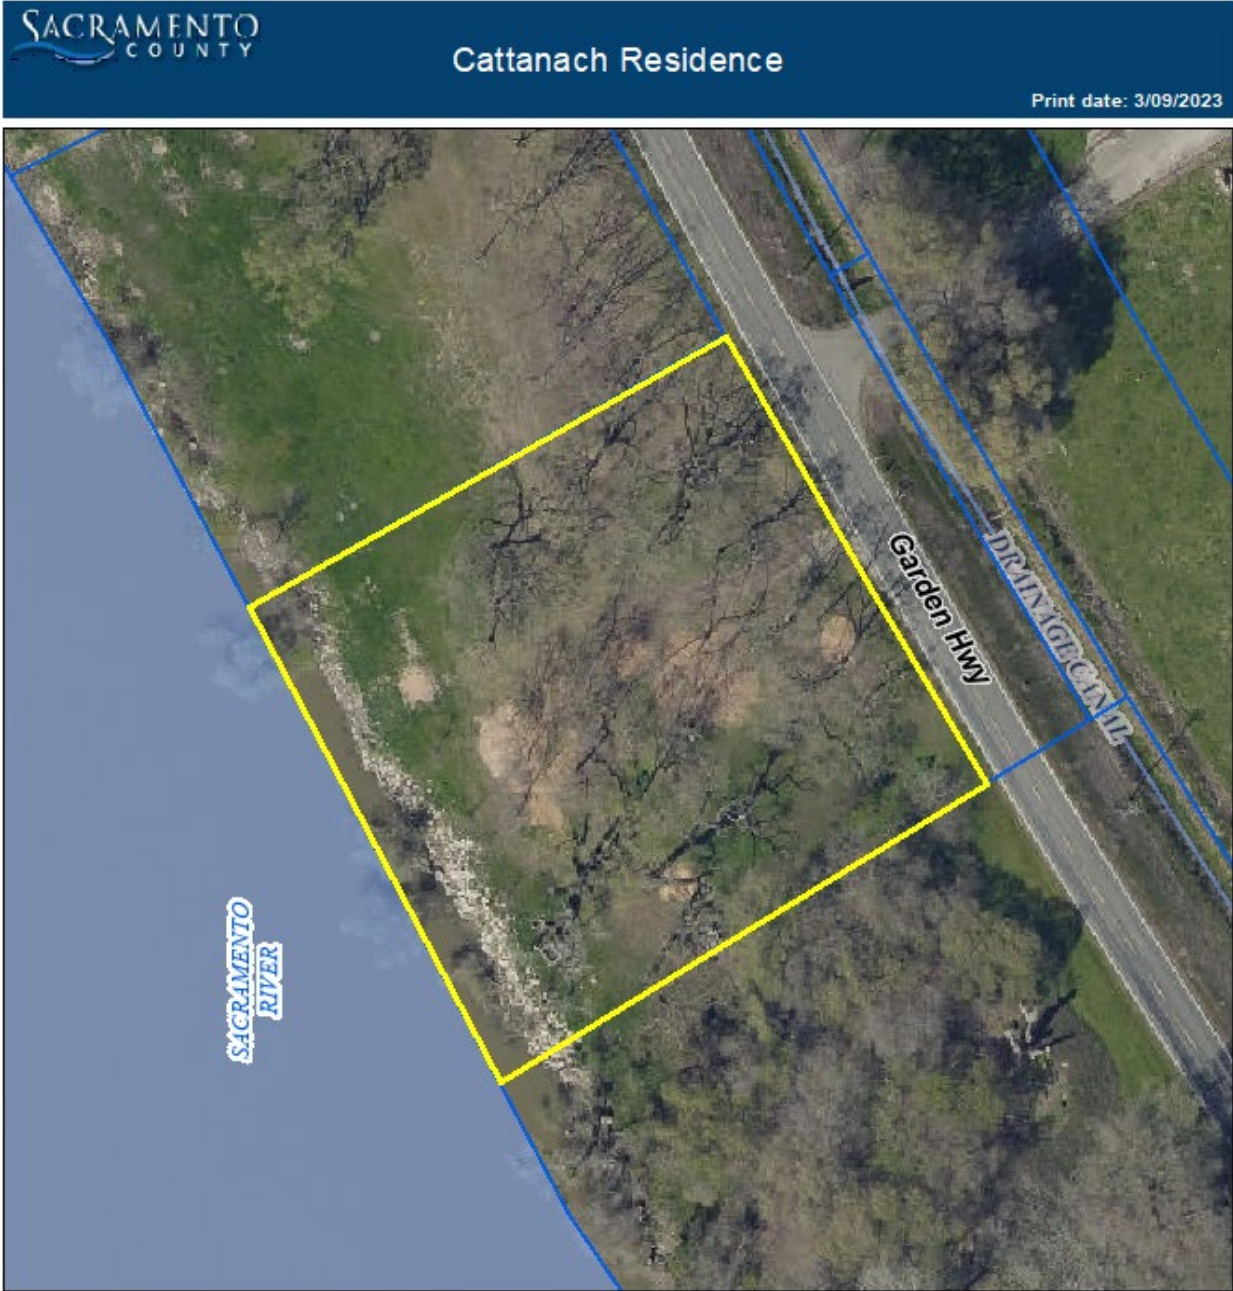 SACRAMENTO
COUNTY
Cattanach Residence
Print date: 3/09/2023
Garden Hwy
DRAINAGE CANAL
SACRAMENTO
RIVER